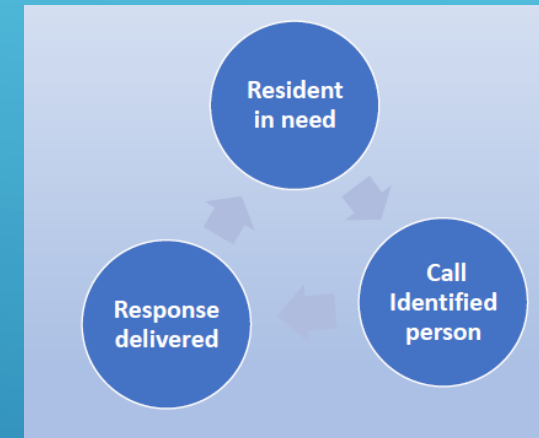 Resident
in need
Call
Identified
person
Response
delivered